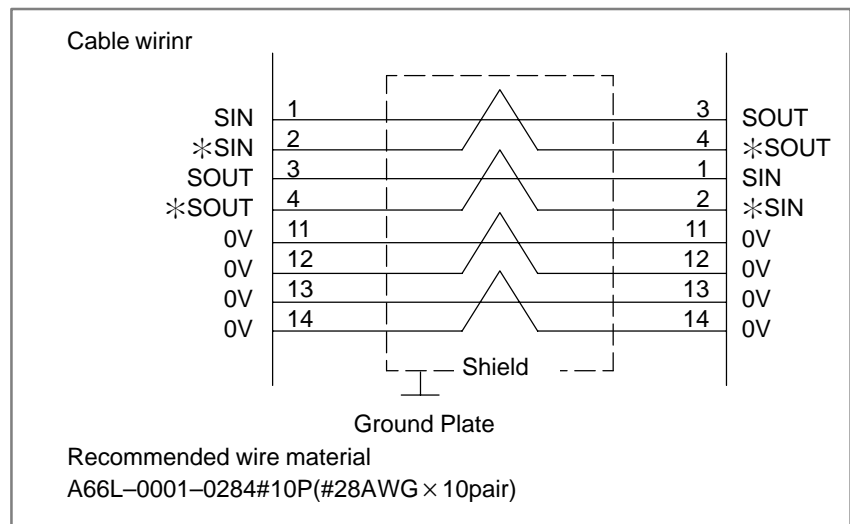 Cable wirinr
SIN 1 3 SOUT
✳SIN 2 4 ✳SOUT
SOUT 3 1 SIN
✳SOUT 4 2 ✳SIN
0V 11 11 0V
0V 12 12 0V
0V 13 13 0V
0V 14 14 0V
Shield
Ground Plate
Recommended wire material
A66L–0001–0284#10P(#28AWG×10pair)